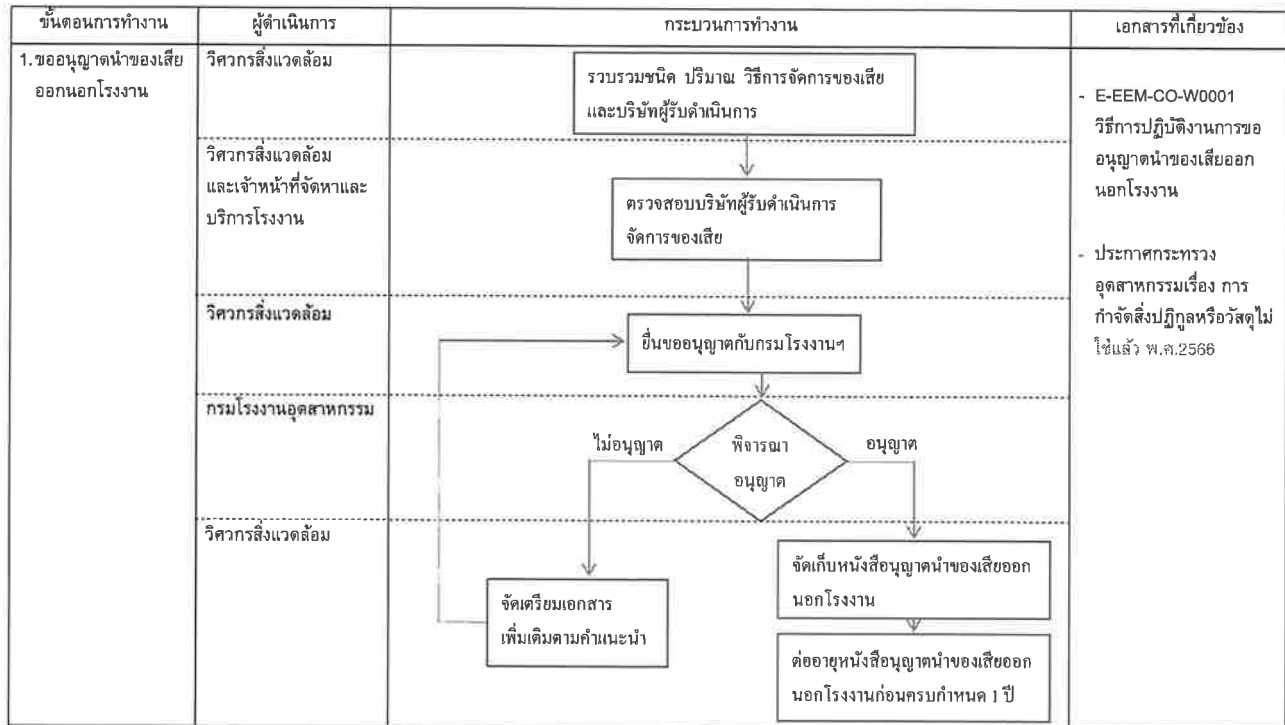 ขั้นตอนการทำงาน
ผู้ดำเนินการ
กระบวนการทำงาน
เอกสารที่เกี่ยวข้อง
1. ขออนุญาตนำของเสีย
ออกนอกโรงงาน
วิศวกรสิ่งแวดล้อม
รวบรวมชนิด ปริมาณ วิธีการจัดการของเสีย
และบริษัทผู้รับดำเนินการ
วิศวกรสิ่งแวดล้อม
และเจ้าหน้าที่จัดหาและ
บริการโรงงาน
ตรวจสอบบริษัทผู้รับดำเนินการ
จัดการของเสีย
วิศวกรสิ่งแวดล้อม
ยื่นขออนุญาตกับกรมโรงงานฯ
กรมโรงงานอุตสาหกรรม
ไม่อนุญาต
พิจารณา
อนุญาต
อนุญาต
วิศวกรสิ่งแวดล้อม
จัดเตรียมเอกสาร
เพิ่มเติมตามคำแนะนำ
จัดเก็บหนังสือนุญาตนำของเสียออก
นอกโรงงาน
ต่ออายุหนังสือนุญาตนำของเสียออก
นอกโรงงานก่อนครบกำหนด 1 ปี
- E-EEM-CO-W0001
วิธีการปฏิบัติงานการขอ
อนุญาตนำของเสียออก
นอกโรงงาน
- ประกาศกระทรวง
อุตสาหกรรมเรื่อง การ
กำจัดสิ่งปฏิกูลหรือวัสดุไม่
ใช้แล้ว พ.ศ.2566